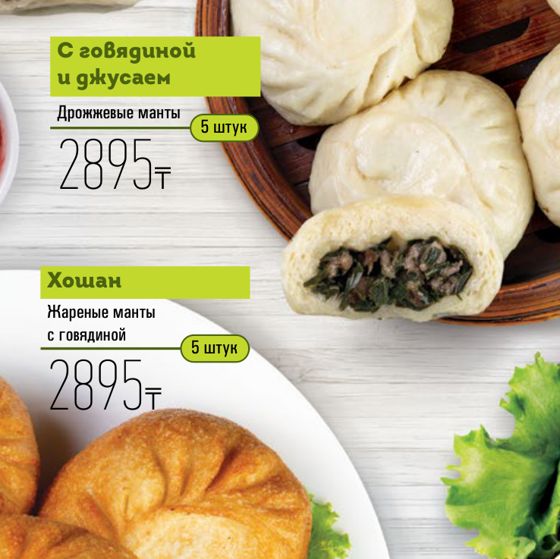 С говядиной
и джусаем
Дрожжевые манты
5 штук
2895₸
Хошан
Жареные манты
с говядиной
5 штук
2895₸